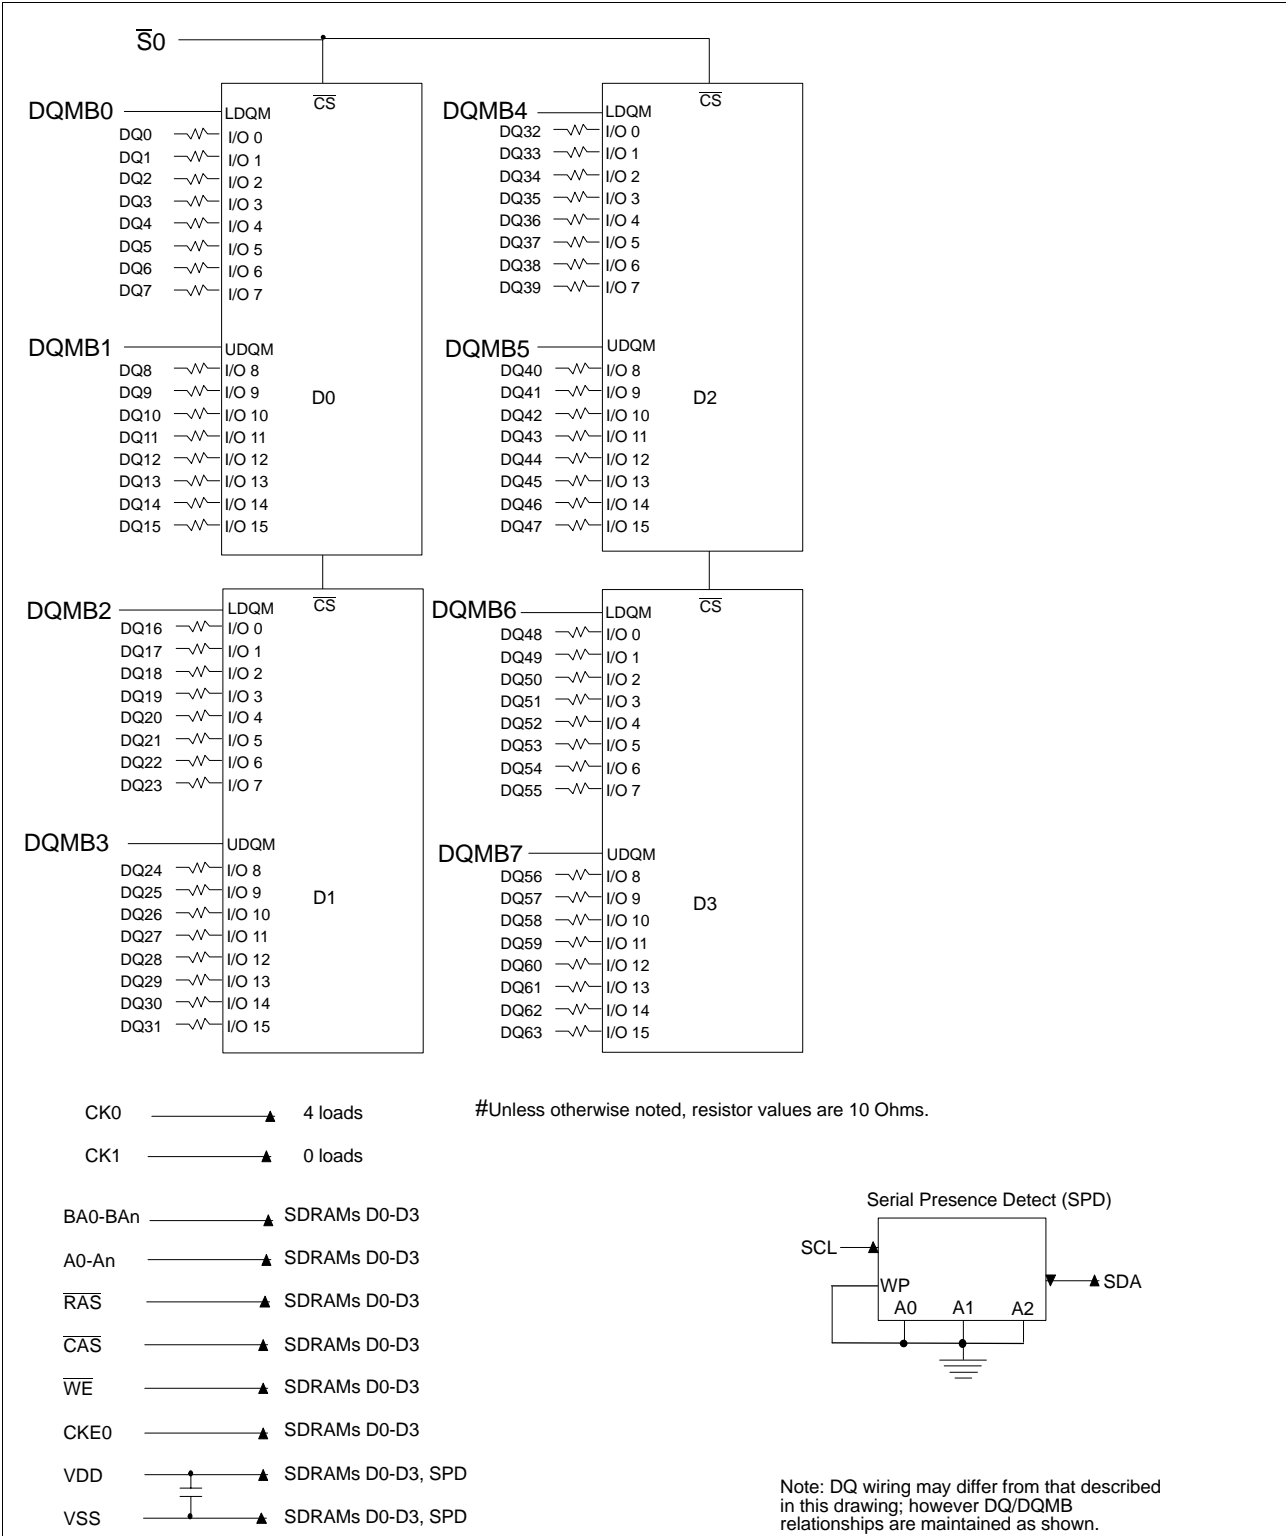 S̅0
CS̅
DQMB0 LDQM
DQ0 I/O 0
DQ1 I/O 1
DQ2 I/O 2
DQ3 I/O 3
DQ4 I/O 4
DQ5 I/O 5
DQ6 I/O 6
DQ7 I/O 7
DQMB1 UDQM
DQ8 I/O 8
DQ9 I/O 9
DQ10 I/O 10
DQ11 I/O 11
DQ12 I/O 12
DQ13 I/O 13
DQ14 I/O 14
DQ15 I/O 15
D0
CS̅
DQMB4 LDQM
DQ32 I/O 0
DQ33 I/O 1
DQ34 I/O 2
DQ35 I/O 3
DQ36 I/O 4
DQ37 I/O 5
DQ38 I/O 6
DQ39 I/O 7
DQMB5 UDQM
DQ40 I/O 8
DQ41 I/O 9
DQ42 I/O 10
DQ43 I/O 11
DQ44 I/O 12
DQ45 I/O 13
DQ46 I/O 14
DQ47 I/O 15
D2
CS̅
DQMB2 LDQM
DQ16 I/O 0
DQ17 I/O 1
DQ18 I/O 2
DQ19 I/O 3
DQ20 I/O 4
DQ21 I/O 5
DQ22 I/O 6
DQ23 I/O 7
DQMB3 UDQM
DQ24 I/O 8
DQ25 I/O 9
DQ26 I/O 10
DQ27 I/O 11
DQ28 I/O 12
DQ29 I/O 13
DQ30 I/O 14
DQ31 I/O 15
D1
CS̅
DQMB6 LDQM
DQ48 I/O 0
DQ49 I/O 1
DQ50 I/O 2
DQ51 I/O 3
DQ52 I/O 4
DQ53 I/O 5
DQ54 I/O 6
DQ55 I/O 7
DQMB7 UDQM
DQ56 I/O 8
DQ57 I/O 9
DQ58 I/O 10
DQ59 I/O 11
DQ60 I/O 12
DQ61 I/O 13
DQ62 I/O 14
DQ63 I/O 15
D3
CK0 4 loads
CK1 0 loads
#Unless otherwise noted, resistor values are 10 Ohms.
BA0-BAn SDRAMs D0-D3
A0-An SDRAMs D0-D3
R̅A̅S̅ SDRAMs D0-D3
C̅A̅S̅ SDRAMs D0-D3
W̅E̅ SDRAMs D0-D3
CKE0 SDRAMs D0-D3
VDD SDRAMs D0-D3, SPD
VSS SDRAMs D0-D3, SPD
Serial Presence Detect (SPD)
SCL
WP
SDA
A0 A1 A2
Note: DQ wiring may differ from that described
in this drawing; however DQ/DQMB
relationships are maintained as shown.